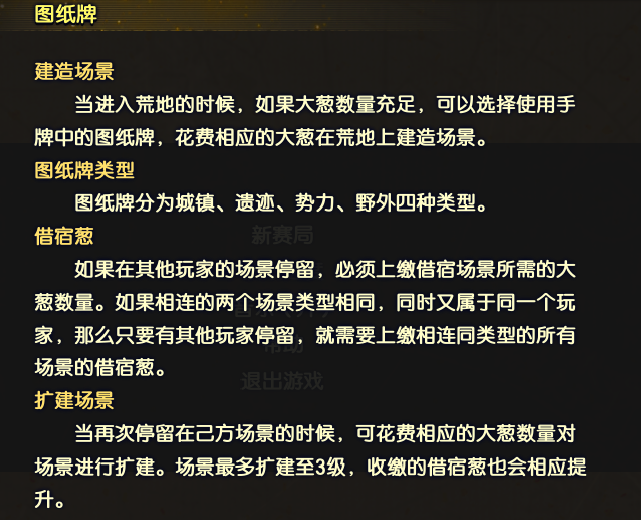 图纸牌
建造场景
当进入荒地的时候，如果大葱数量充足，可以选择使用手
牌中的图纸牌，花费相应的大葱在荒地上建造场景。
图纸牌类型
图纸牌分为城镇、遗迹、势力、野外四种类型。
借宿葱
新赛局
如果在其他玩家的场景停留，必须上缴借宿场景所需的大
葱数量。如果相连的两个场景类型相同，同时又属于同一个玩
家，那么只要有其他玩家停留，就需要上缴相连同类型的所有
帮助
场景的借宿葱。
退出游戏
扩建场景
当再次停留在己方场景的时候，可花费相应的大葱数量对
场景进行扩建。场景最多扩建至3级，收缴的借宿葱也会相应提
升。